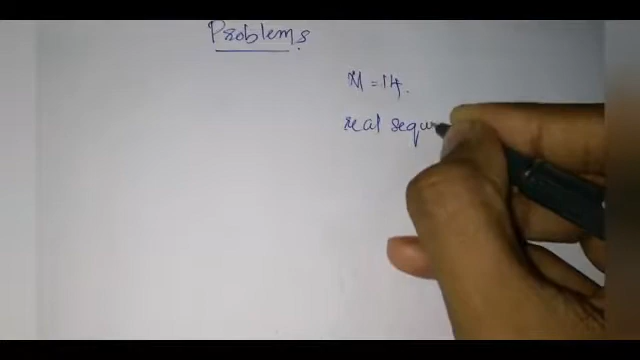 Problems
N = 14.
real sequ